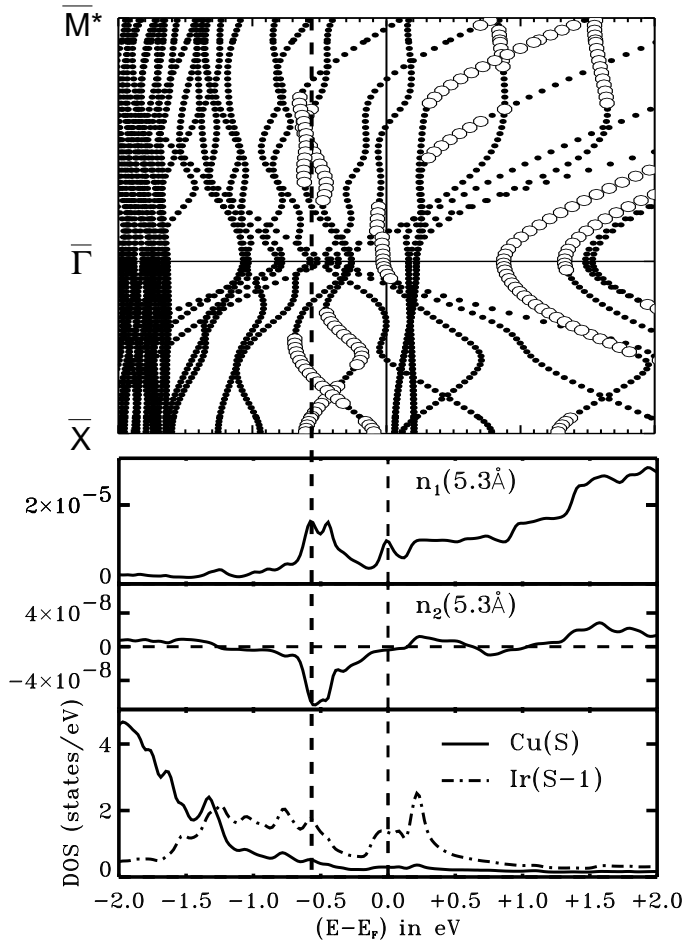 M*
Γ
X
n₁(5.3Å)
2×10⁻⁵
0
n₂(5.3Å)
4×10⁻⁸
0
−4×10⁻⁸
DOS (states/eV)
4
2
0
Cu(S)
Ir(S−1)
−2.0 −1.5 −1.0 −0.5 0.0 +0.5 +1.0 +1.5 +2.0
(E−E_F) in eV